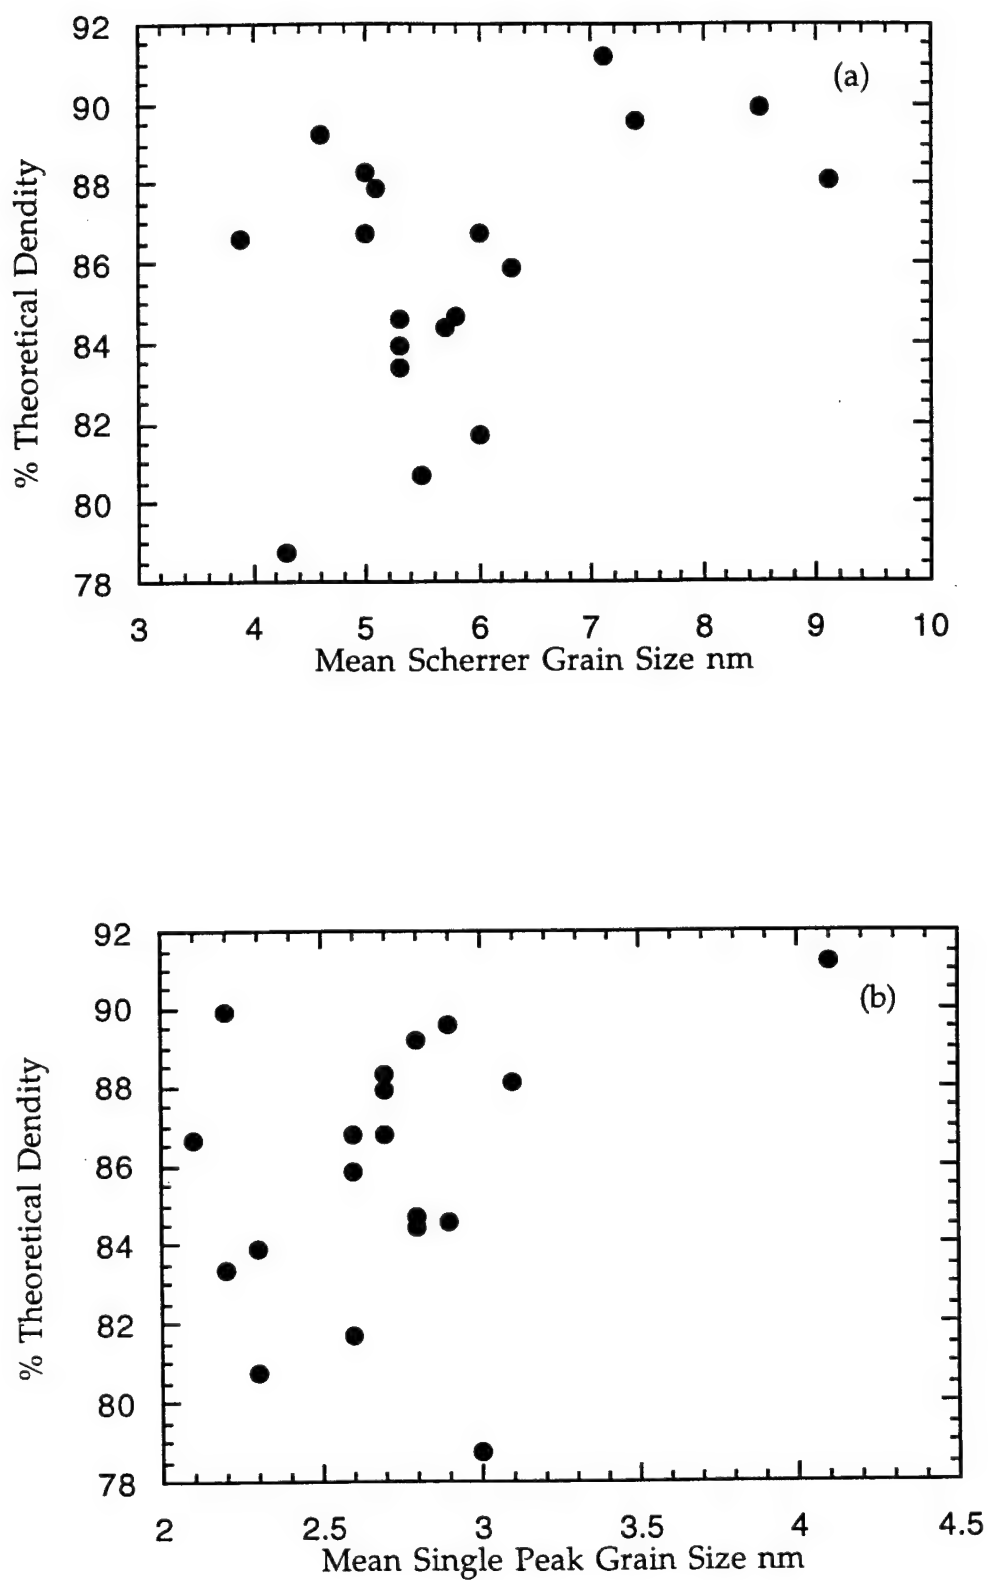 92
90
88
86
84
82
80
78
% Theoretical Dendity
(a)
3 4 5 6 7 8 9 10
Mean Scherrer Grain Size nm
92
90
88
86
84
82
80
78
% Theoretical Dendity
(b)
2 2.5 3 3.5 4 4.5
Mean Single Peak Grain Size nm